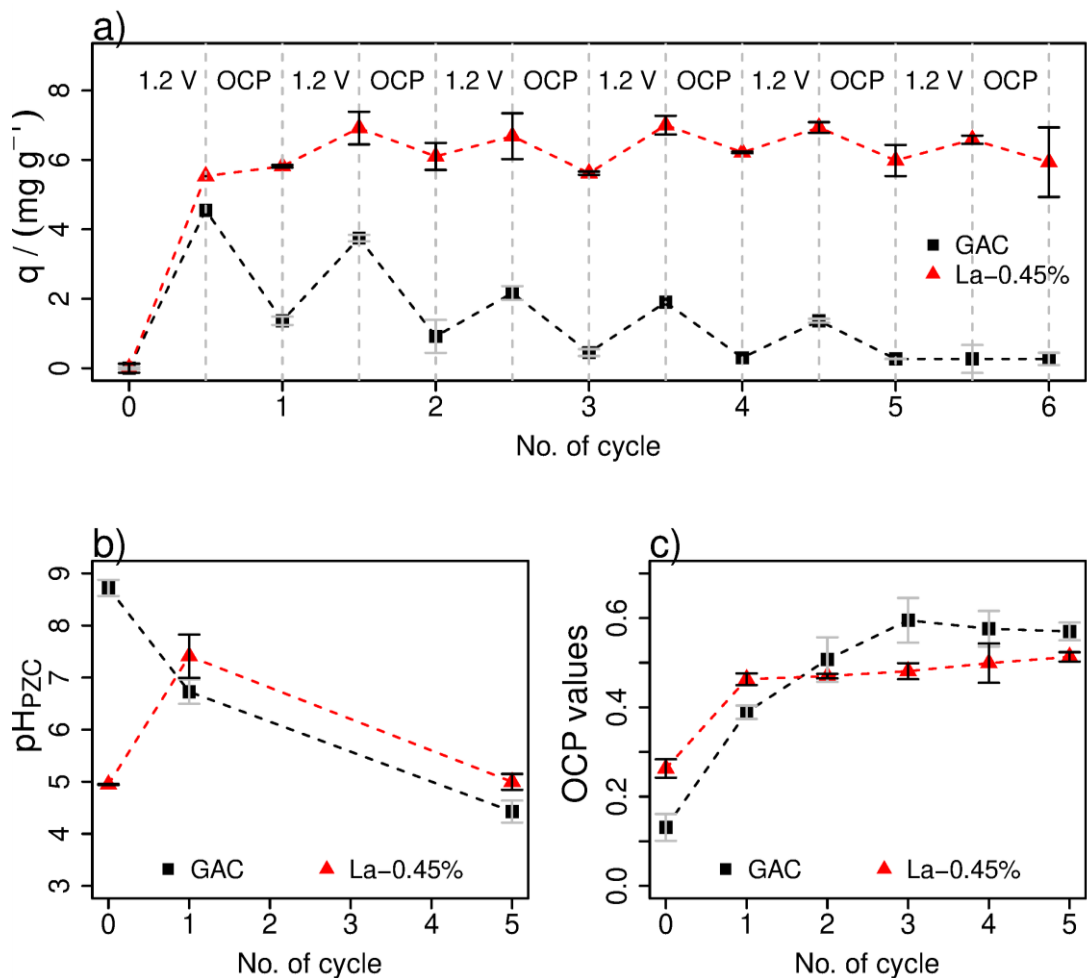 a)
q / (mg g⁻')
8
6
4
2
0
1.2 V OCP 1.2 V OCP 1.2 V OCP 1.2 V OCP 1.2 V OCP 1.2 V OCP
GAC
La−0.45%
0 1 2 3 4 5 6
No. of cycle
b)
pHPZC
9
8
7
6
5
4
3
GAC La−0.45%
0 1 2 3 4 5
No. of cycle
c)
OCP values
0.6
0.4
0.2
0.0
GAC La−0.45%
0 1 2 3 4 5
No. of cycle